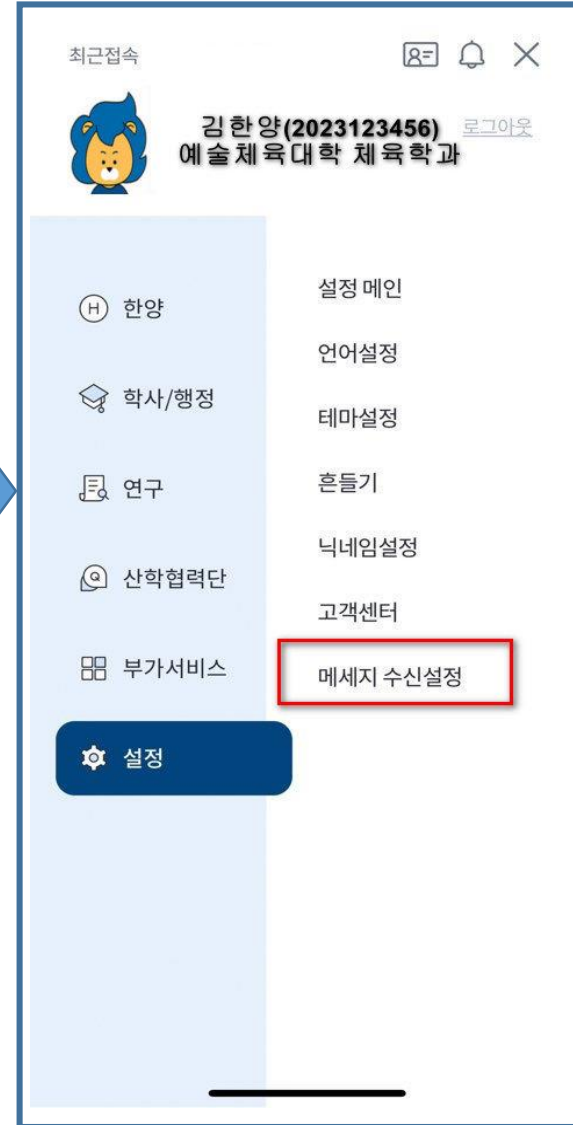 최근접속
김한양(2023123456) 로그아웃
예술체육대학 체육학과
H 한양
학사/행정
연구
Q 산학협력단
부가서비스
설정
설정 메인
언어설정
테마설정
흔들기
닉네임설정
고객센터
메세지 수신설정